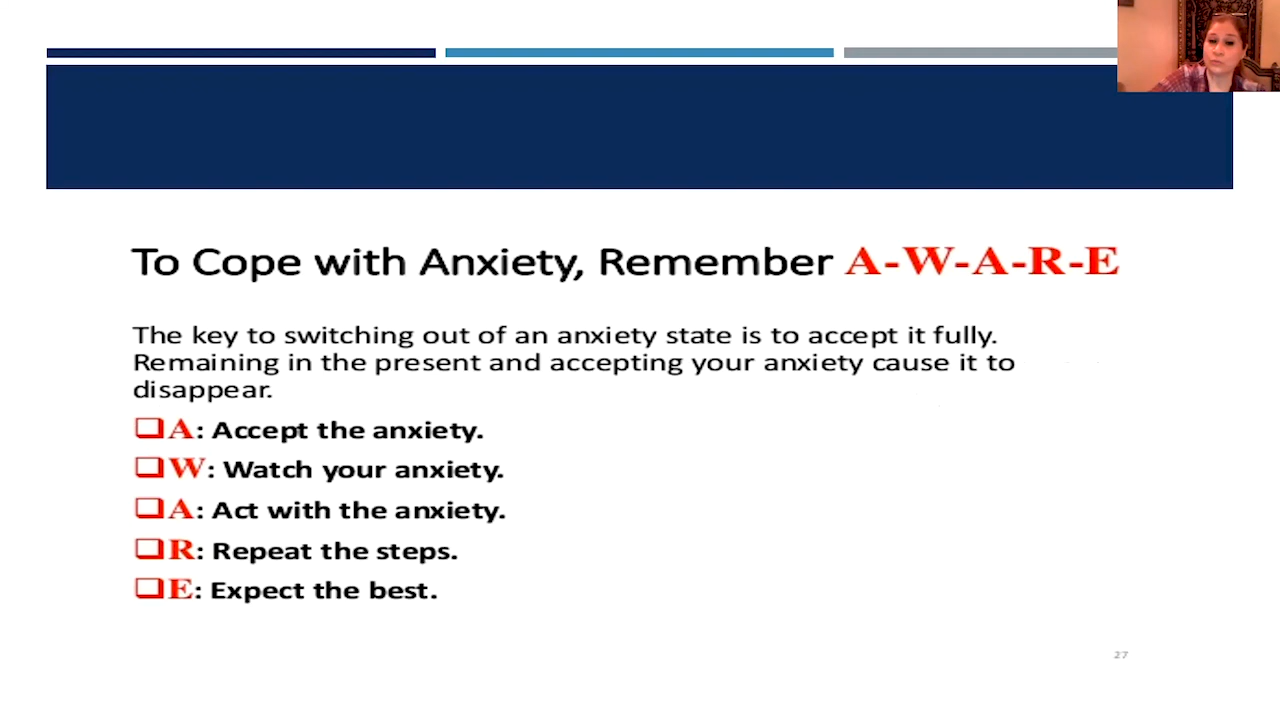 To Cope with Anxiety, Remember A-W-A-R-E
The key to switching out of an anxiety state is to accept it fully.
Remaining in the present and accepting your anxiety cause it to
disappear.
A: Accept the anxiety.
W: Watch your anxiety.
A: Act with the anxiety.
R: Repeat the steps.
E: Expect the best.
27